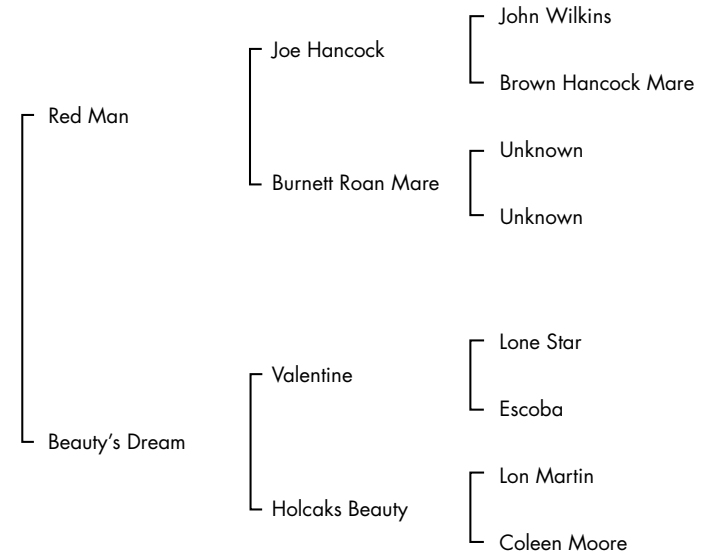 John Wilkins
Joe Hancock
Brown Hancock Mare
Red Man
Unknown
Burnett Roan Mare
Unknown
Lone Star
Valentine
Escoba
Beauty's Dream
Lon Martin
Holcaks Beauty
Coleen Moore